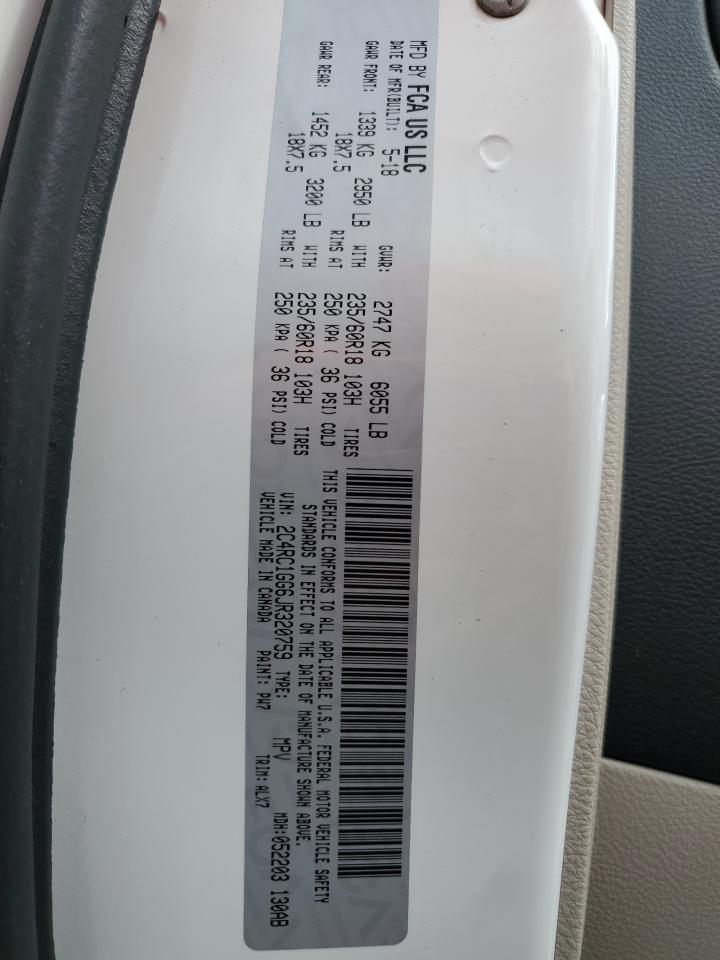 MFD BY FCA US LLC
DATE OF MFR(BUILT): 5-18 GVWR: 2747 KG 6055 LB
GAWR FRONT: 1339 KG 2950 LB WITH 235/60R18 103H TIRES
18X7.5 RIMS AT 250 KPA ( 36 PSI) COLD
GAWR REAR: 1452 KG 3200 LB WITH 235/60R18 103H TIRES
18X7.5 RIMS AT 250 KPA ( 36 PSI) COLD
THIS VEHICLE CONFORMS TO ALL APPLICABLE U.S.A. FEDERAL MOTOR VEHICLE SAFETY
STANDARDS IN EFFECT ON THE DATE OF MANUFACTURE SHOWN ABOVE.
VIN: 2C4RC1GG6JR320759 TYPE: MPV MDH:052203 130AB
VEHICLE MADE IN CANADA PAINT: PW7 TRIM: ALX7